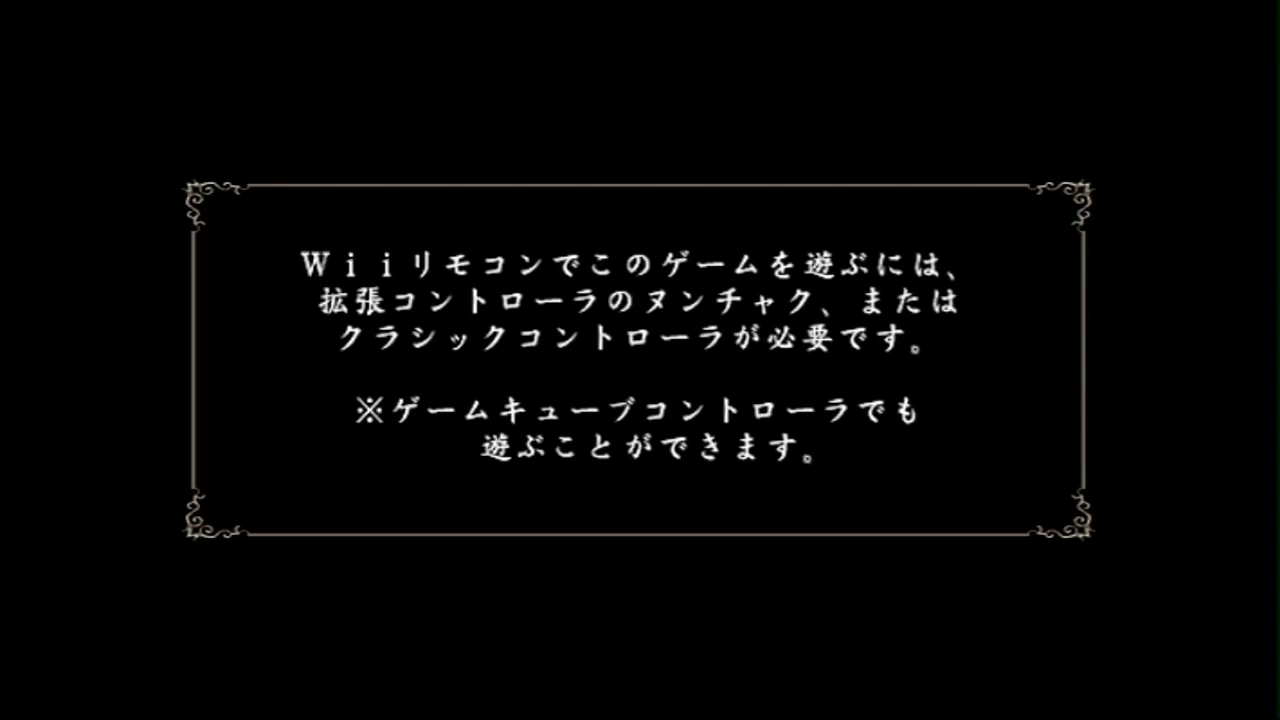 Ｗｉｉリモコンでこのゲームを遊ぶには、
拡張コントローラのヌンチャク、または
クラシックコントローラが必要です。
※ゲームキューブコントローラでも
遊ぶことができます。